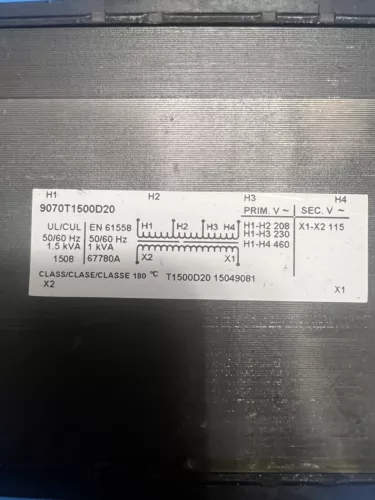 H1 H2 H3 H4
9070T1500D20
PRIM. V ~ SEC. V ~
UL/CUL EN 61558 H1 H2 H3 H4 H1-H2 208 X1-X2 115
50/60 Hz 50/60 Hz H1-H3 230
1.5 kVA 1 kVA H1-H4 460
1508 67780A X2 X1
CLASS/CLASE/CLASSE 180 °C T1500D20 15049081
X2 X1